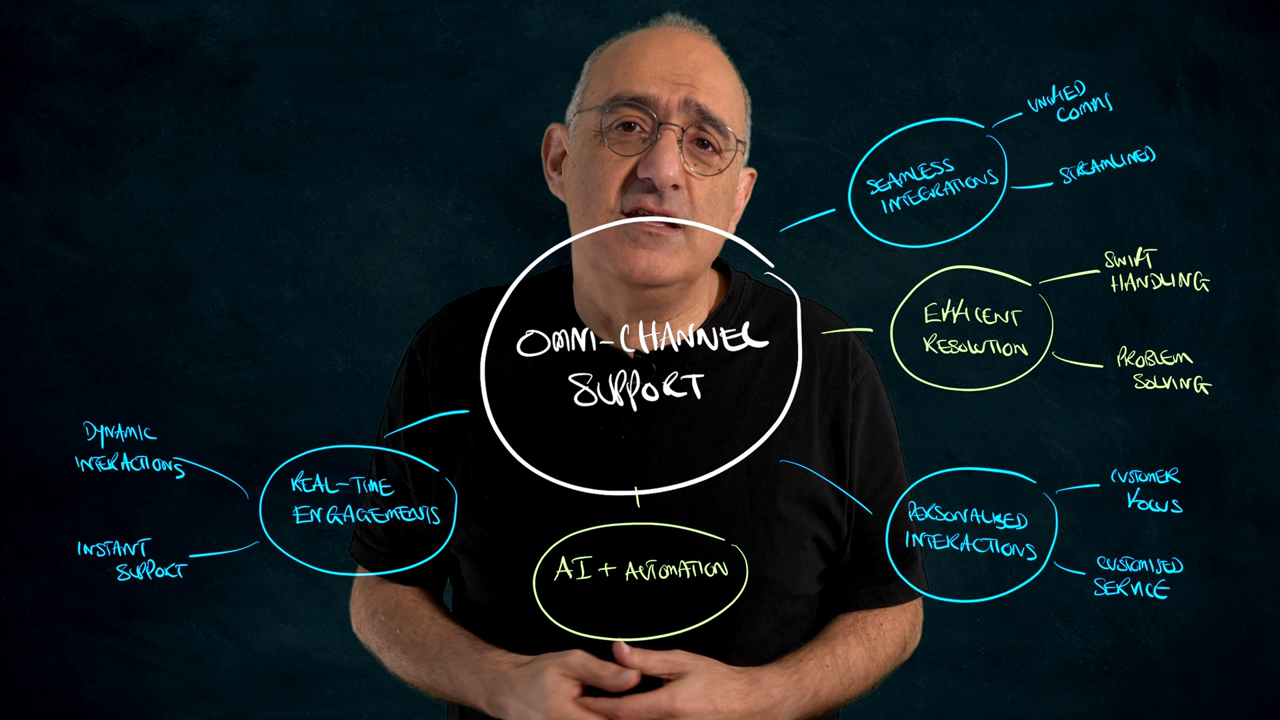 OMNI-CHANNEL
SUPPORT
SEAMLESS
INTEGRATIONS
UNIFIED
COMMS
STREAMLINED
EFFICENT
RESOLUTION
SWIFT
HANDLING
PROBLEM
SOLVING
PERSONALISED
INTERACTIONS
CUSTOMER
FOCUS
CUSTOMISED
SERVICE
AI + AUTOMATION
REAL-TIME
ENGAGEMENTS
DYNAMIC
INTERACTIONS
INSTANT
SUPPORT